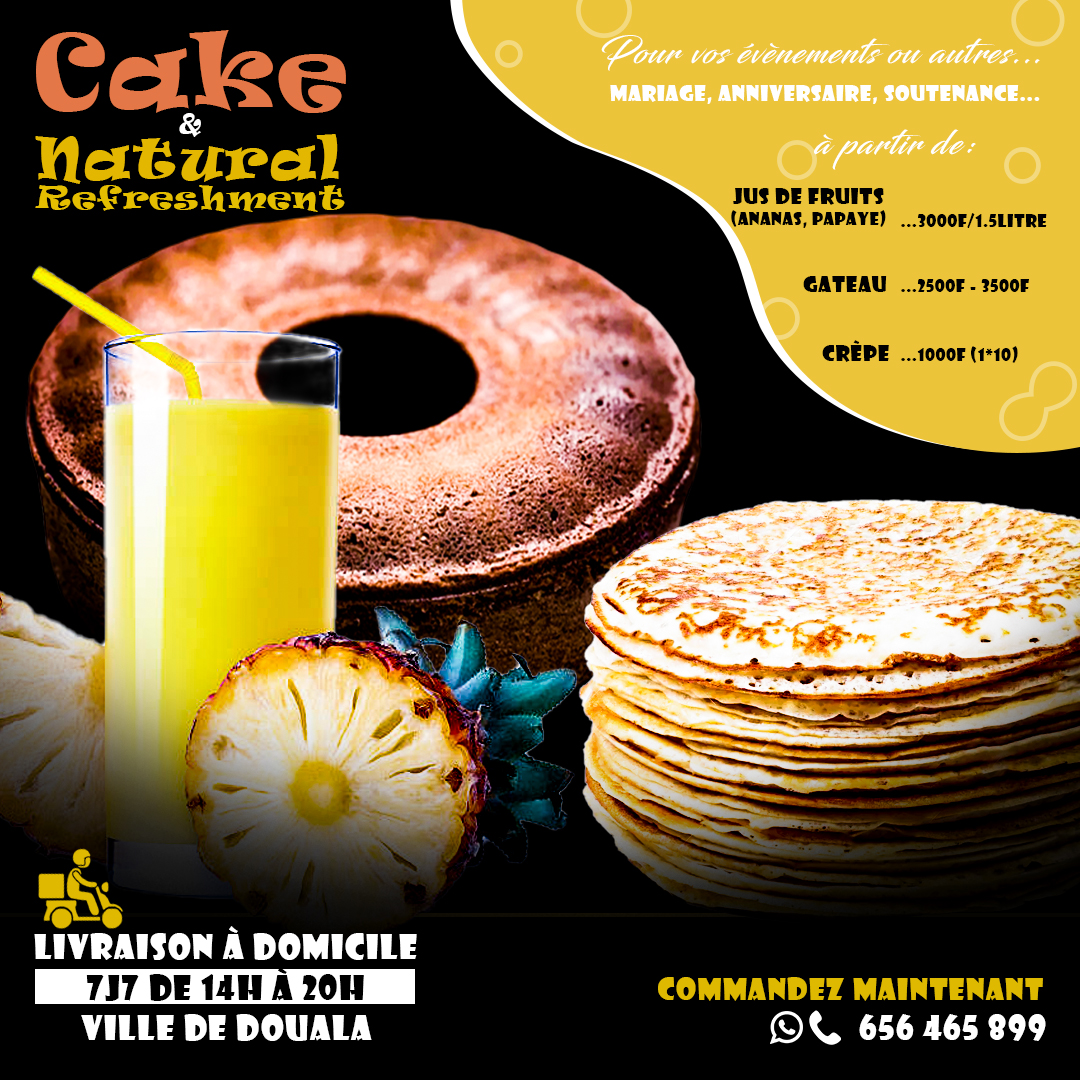 Cake
&
Natural
Refreshment
Pour vos évènements ou autres...
MARIAGE, ANNIVERSAIRE, SOUTENANCE...
à partir de :
JUS DE FRUITS
(ANANAS, PAPAYE) ...3000F/1.5LITRE
GATEAU ...2500F - 3500F
CRÈPE ...1000F (1*10)
LIVRAISON À DOMICILE
7J7 DE 14H À 20H
VILLE DE DOUALA
COMMANDEZ MAINTENANT
656 465 899